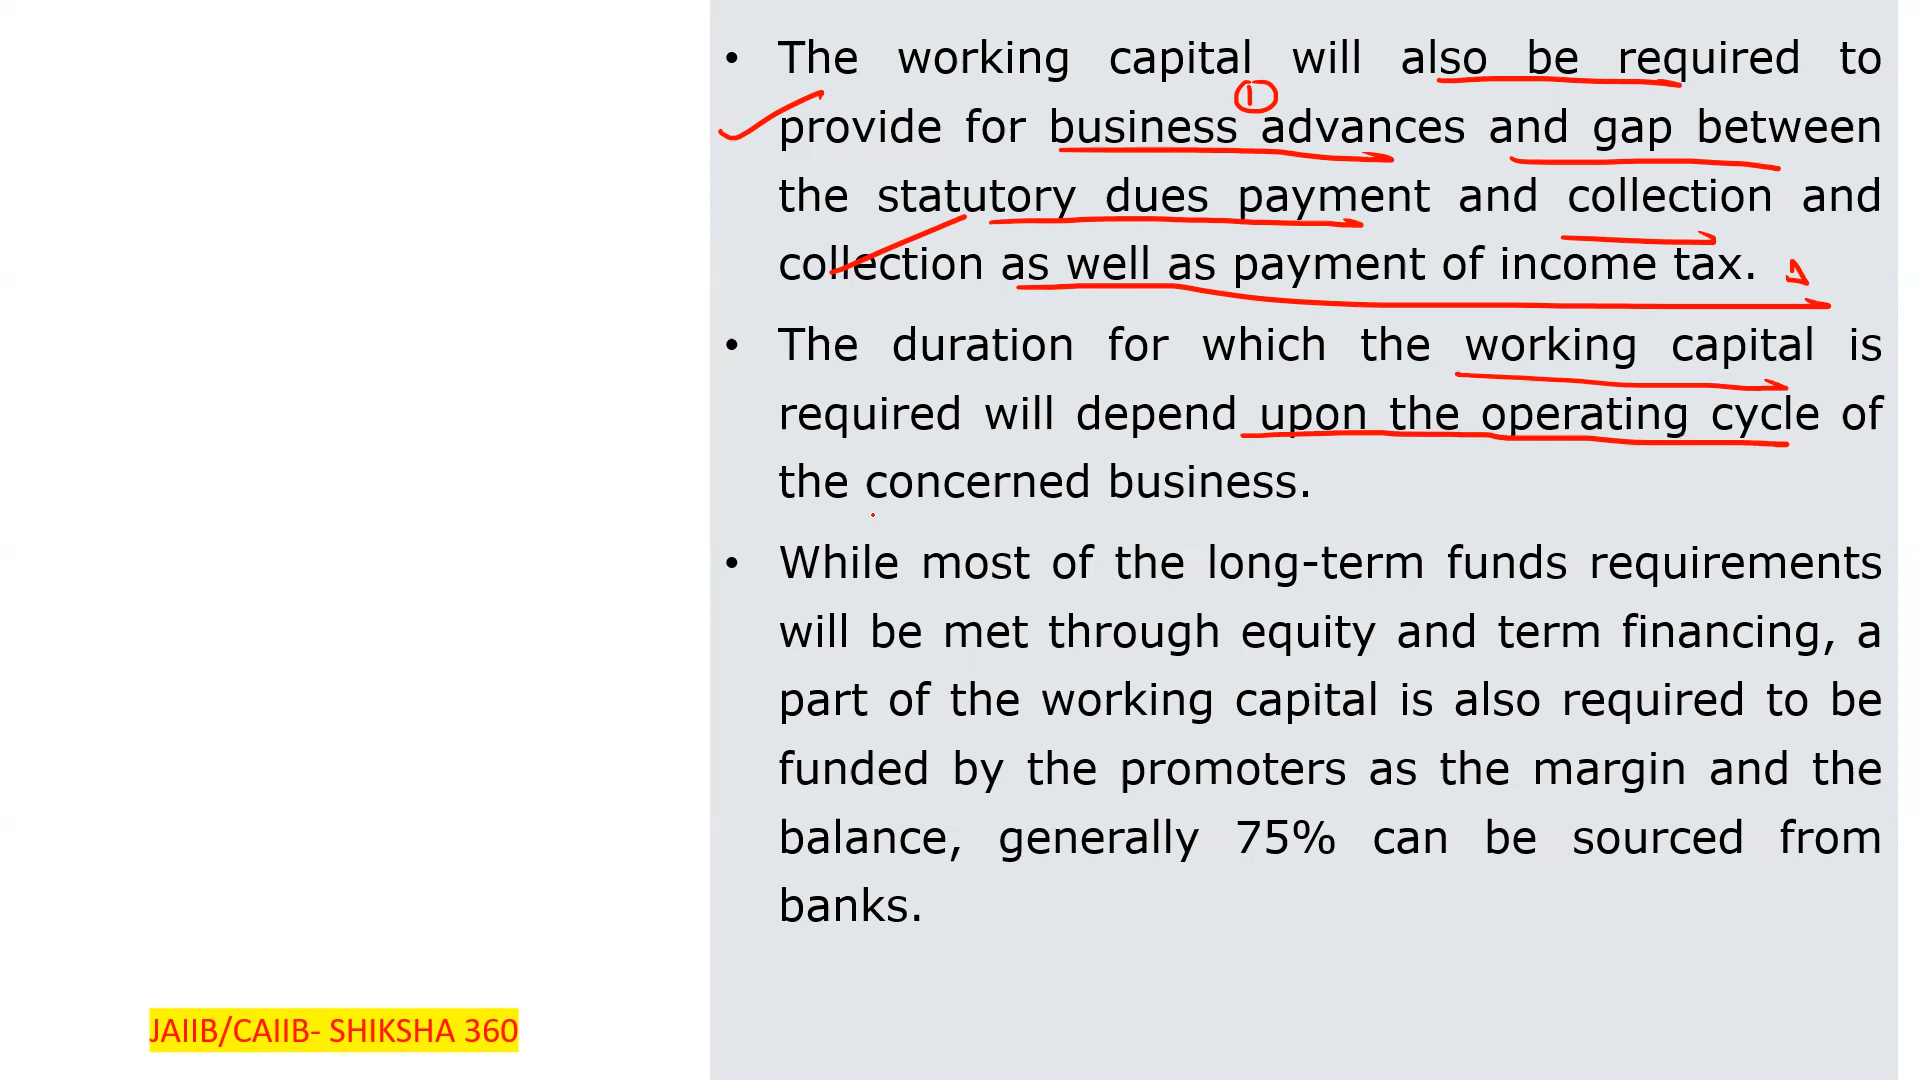 • The working capital will also be required to
①
provide for business advances and gap between
the statutory dues payment and collection and
collection as well as payment of income tax.
• The duration for which the working capital is
required will depend upon the operating cycle of
the concerned business.
• While most of the long-term funds requirements
will be met through equity and term financing, a
part of the working capital is also required to be
funded by the promoters as the margin and the
balance, generally 75% can be sourced from
banks.
JAIIB/CAIIB- SHIKSHA 360